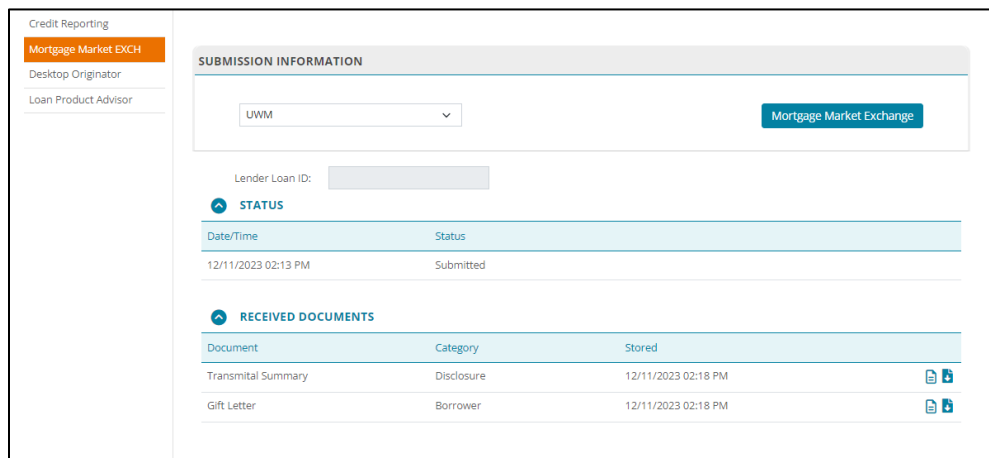 Credit Reporting
Mortgage Market EXCH
Desktop Originator
Loan Product Advisor
SUBMISSION INFORMATION
UWM
Mortgage Market Exchange
Lender Loan ID:
STATUS
Date/Time Status
12/11/2023 02:13 PM Submitted
RECEIVED DOCUMENTS
Document Category Stored
Transmital Summary Disclosure 12/11/2023 02:18 PM
Gift Letter Borrower 12/11/2023 02:18 PM